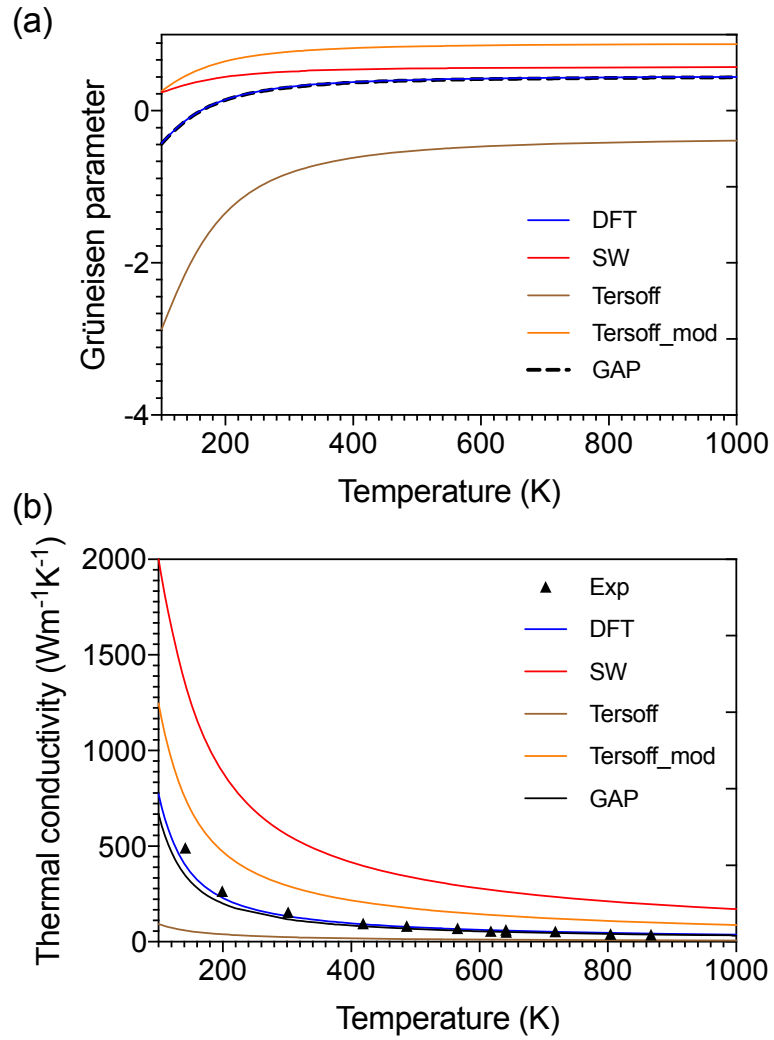 (a)
Grüneisen parameter
0
-2
-4
DFT
SW
Tersoff
Tersoff_mod
GAP
200 400 600 800 1000
Temperature (K)
(b)
Thermal conductivity (Wm⁻¹K⁻¹)
2000
1500
1000
500
0
Exp
DFT
SW
Tersoff
Tersoff_mod
GAP
200 400 600 800 1000
Temperature (K)